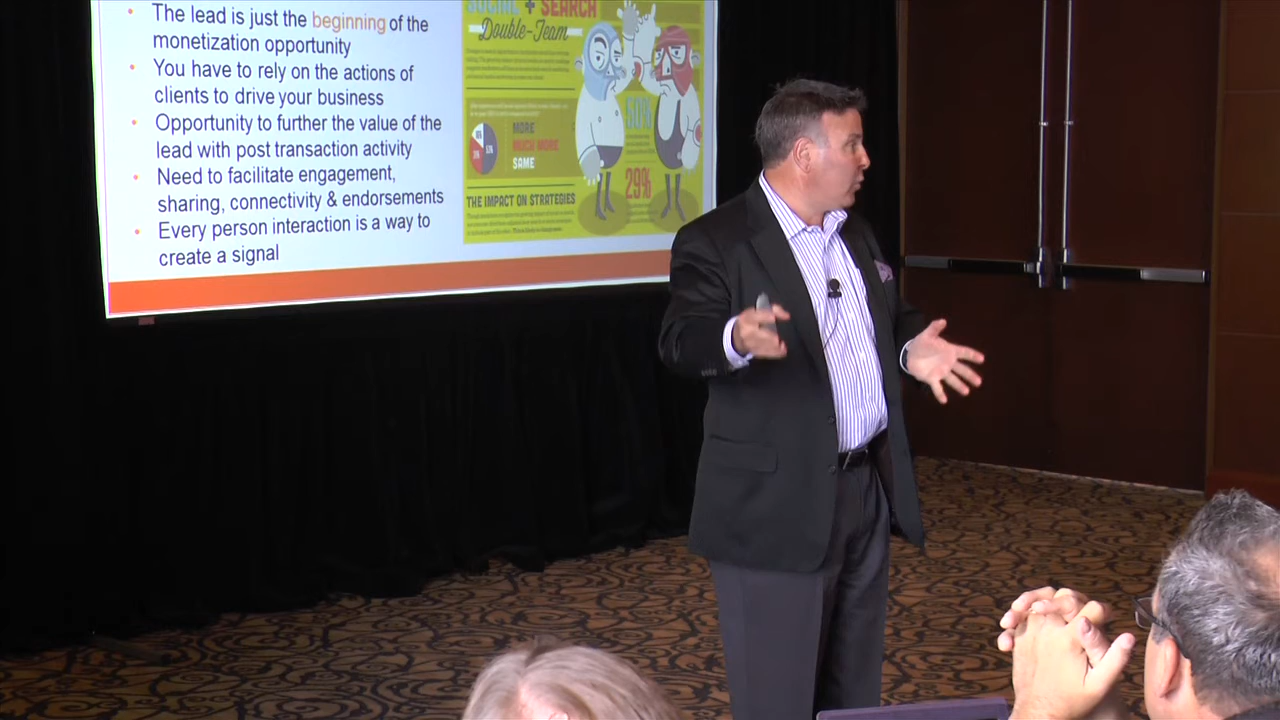 The lead is just the beginning of the
monetization opportunity
You have to rely on the actions of
clients to drive your business
Opportunity to further the value of the
lead with post transaction activity
Need to facilitate engagement,
sharing, connectivity & endorsements
Every person interaction is a way to
create a signal
SOCIAL + SEARCH
Double-Team
MORE
MUCH MORE
SAME
60%
29%
THE IMPACT ON STRATEGIES